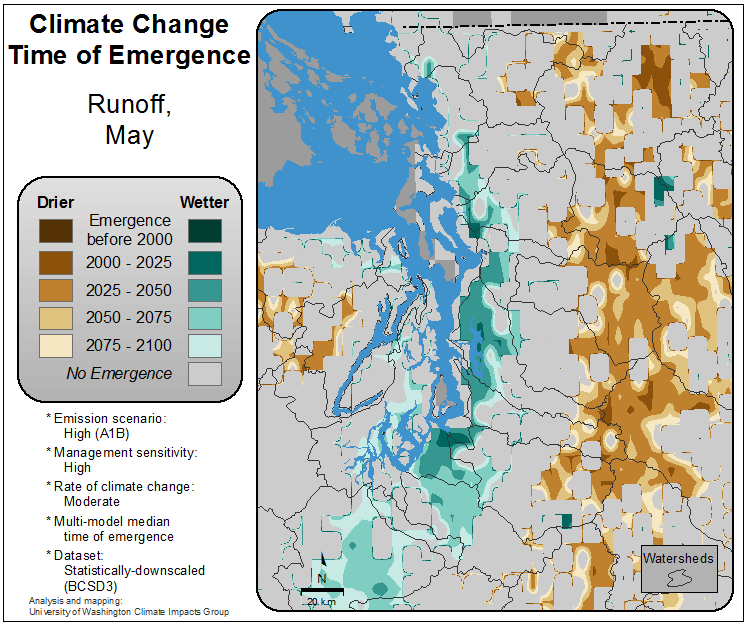 Climate Change
Time of Emergence
Runoff,
May
Drier
Wetter
Emergence
before 2000
2000 - 2025
2025 - 2050
2050 - 2075
2075 - 2100
No Emergence
* Emission scenario:
High (A1B)
* Management sensitivity:
High
* Rate of climate change:
Moderate
* Multi-model median
time of emergence
* Dataset:
Statistically-downscaled
(BCSD3)
Analysis and mapping:
University of Washington Climate Impacts Group
N
20 km
Watersheds